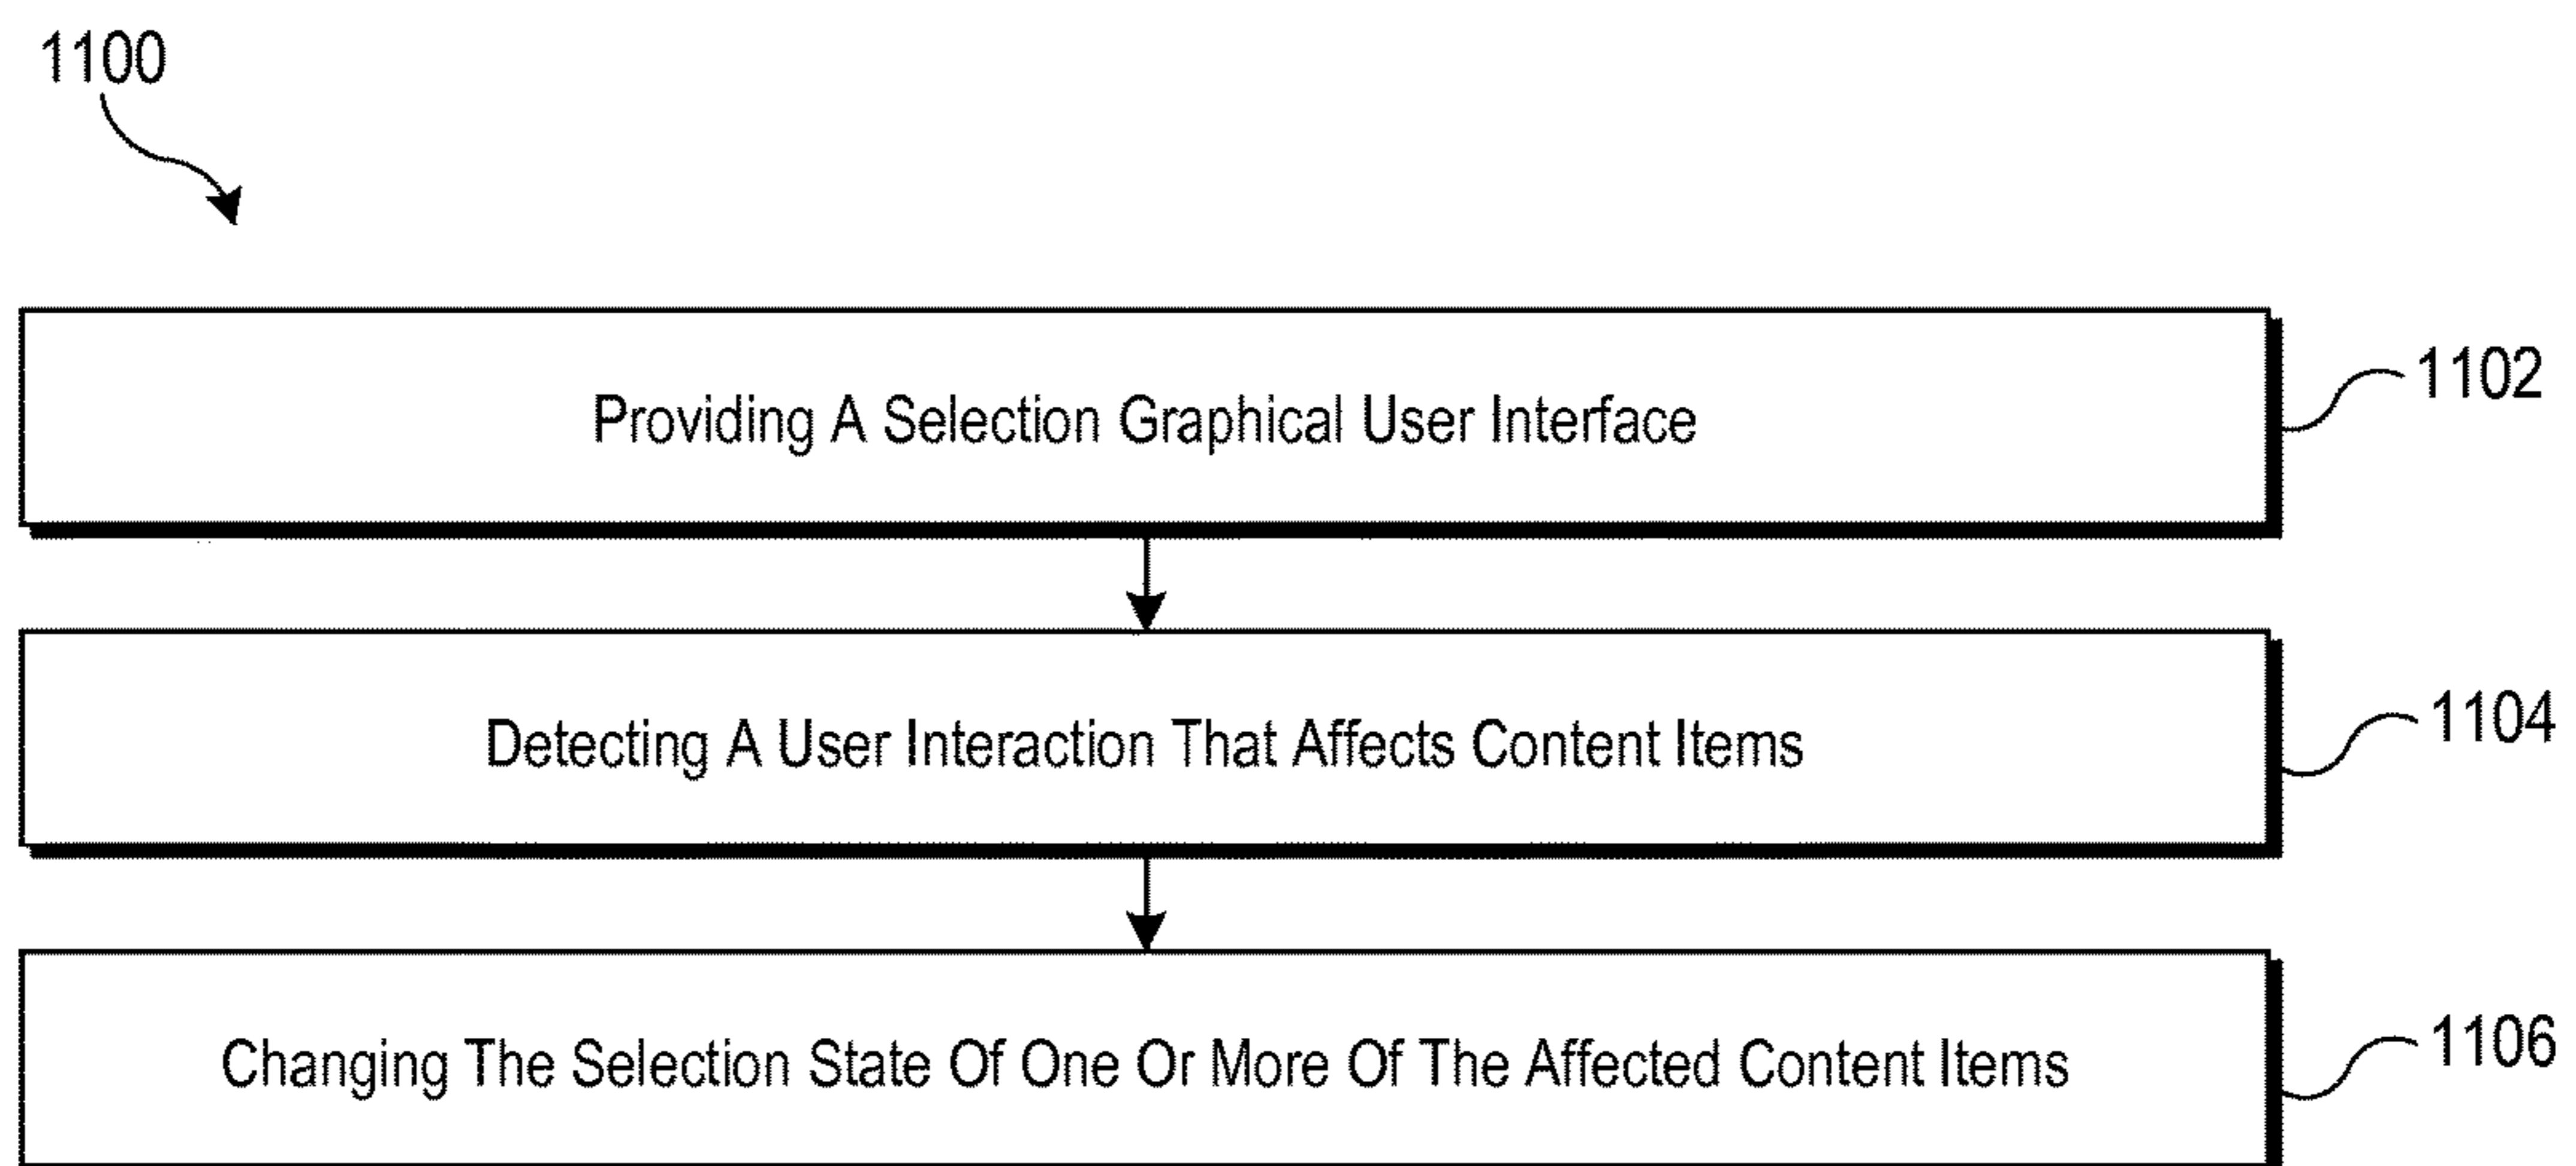 1100
Providing A Selection Graphical User Interface
1102
Detecting A User Interaction That Affects Content Items
1104
Changing The Selection State Of One Or More Of The Affected Content Items
1106